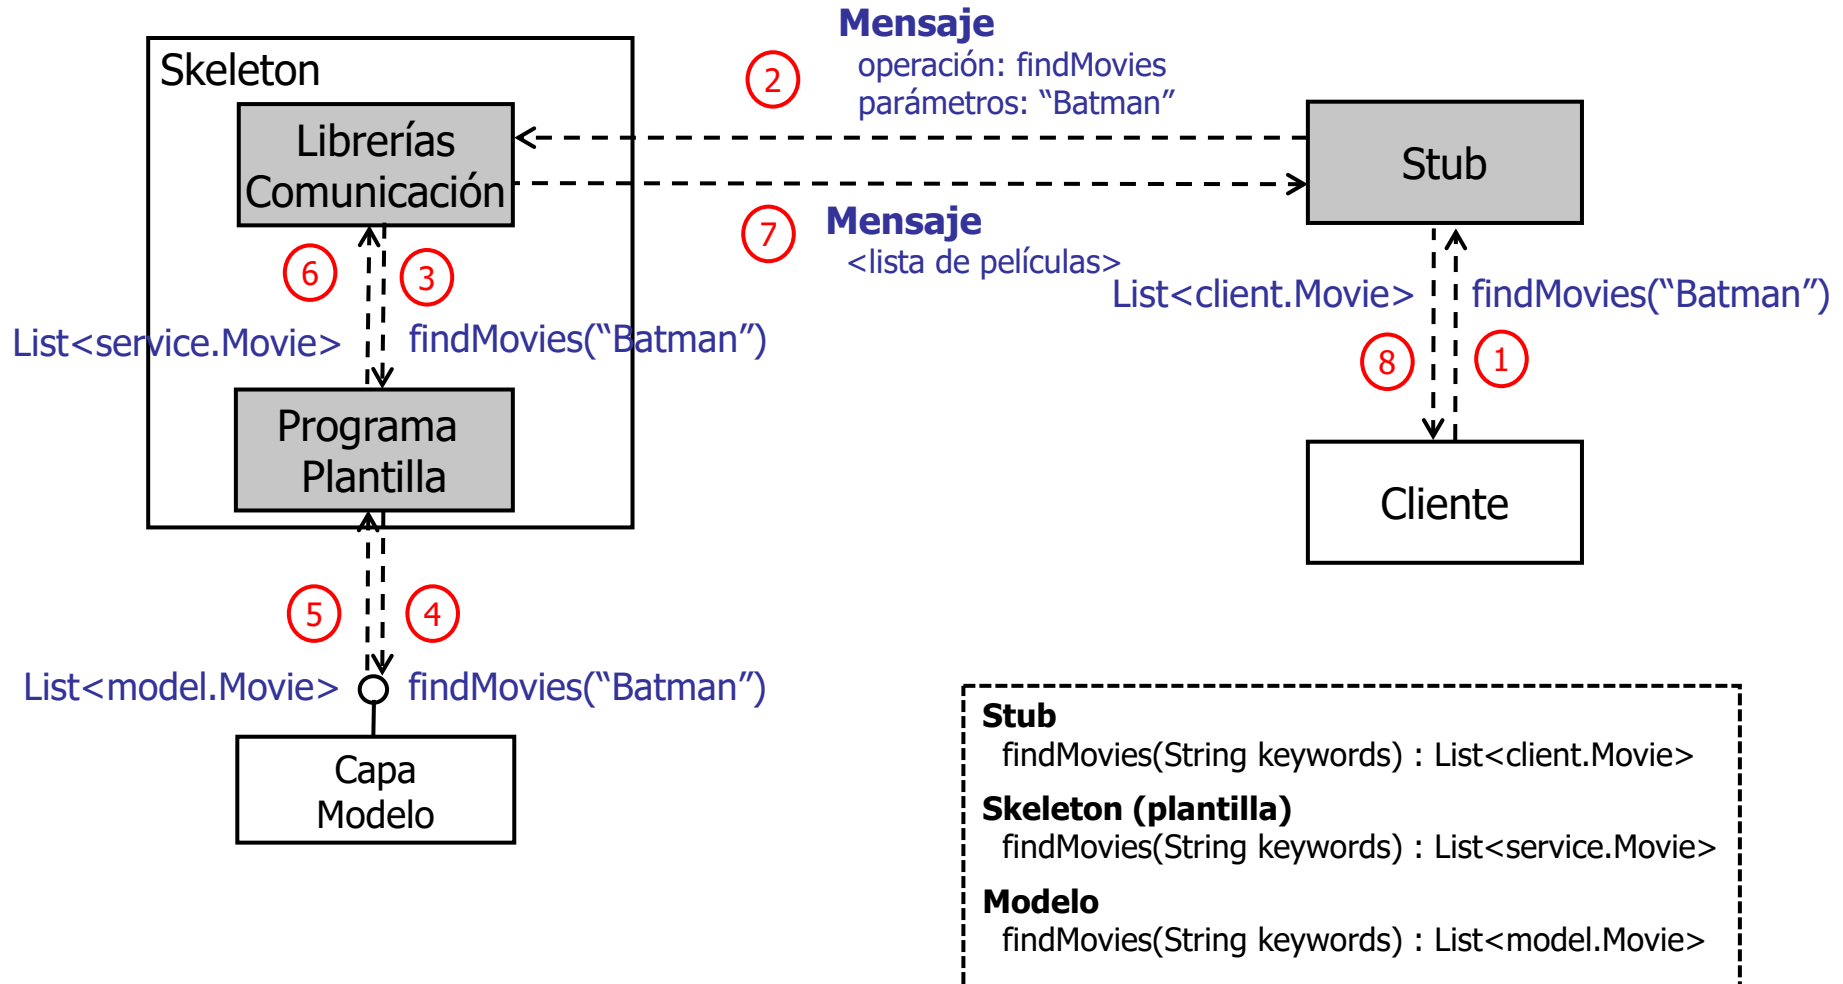 Mensaje
operación: findMovies
parámetros: “Batman”
2
Skeleton
Librerías
Comunicación
Stub
7
Mensaje
<lista de películas>
6
3
List<service.Movie>
findMovies(“Batman”)
List<client.Movie>
findMovies(“Batman”)
8
1
Programa
Plantilla
Cliente
5
4
List<model.Movie>
findMovies(“Batman”)
Capa
Modelo
Stub
findMovies(String keywords) : List<client.Movie>
Skeleton (plantilla)
findMovies(String keywords) : List<service.Movie>
Modelo
findMovies(String keywords) : List<model.Movie>